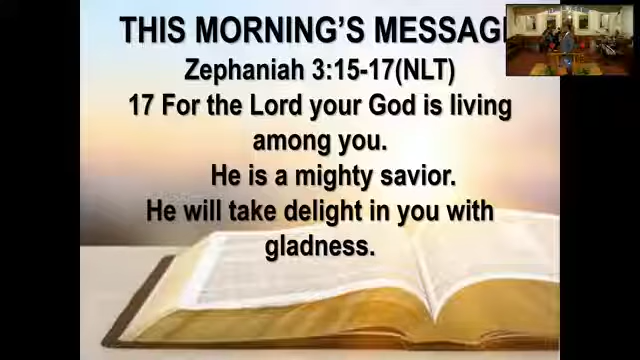 THIS MORNING'S MESSAG
Zephaniah 3:15-17(NLT)
17 For the Lord your God is living
among you.
He is a mighty savior.
He will take delight in you with
gladness.